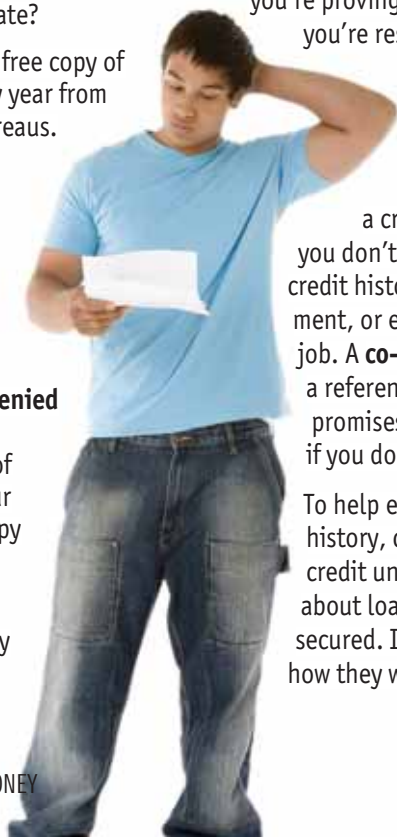 ate?
free copy of
y year from
reaus.
enied
of
ur
py
y
ONEY
you're proving
you're res
a cr
you don't
credit histo
ment, or e
job. A co-
a referen
promises
if you do
To help e
history, c
credit un
about loa
secured. I
how they w